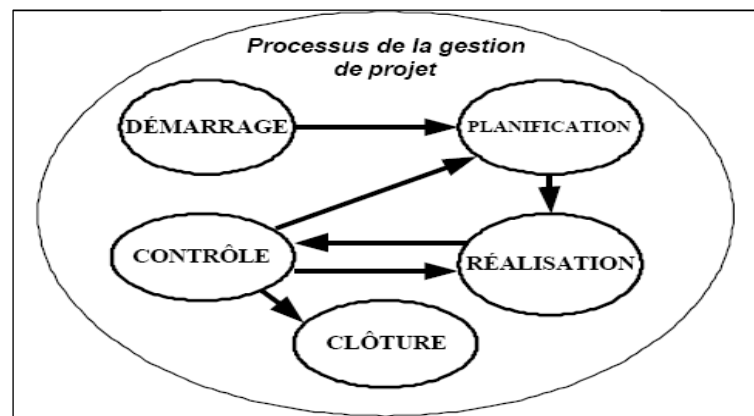 Processus de la gestion
de projet
DÉMARRAGE
PLANIFICATION
CONTRÔLE
RÉALISATION
CLÔTURE